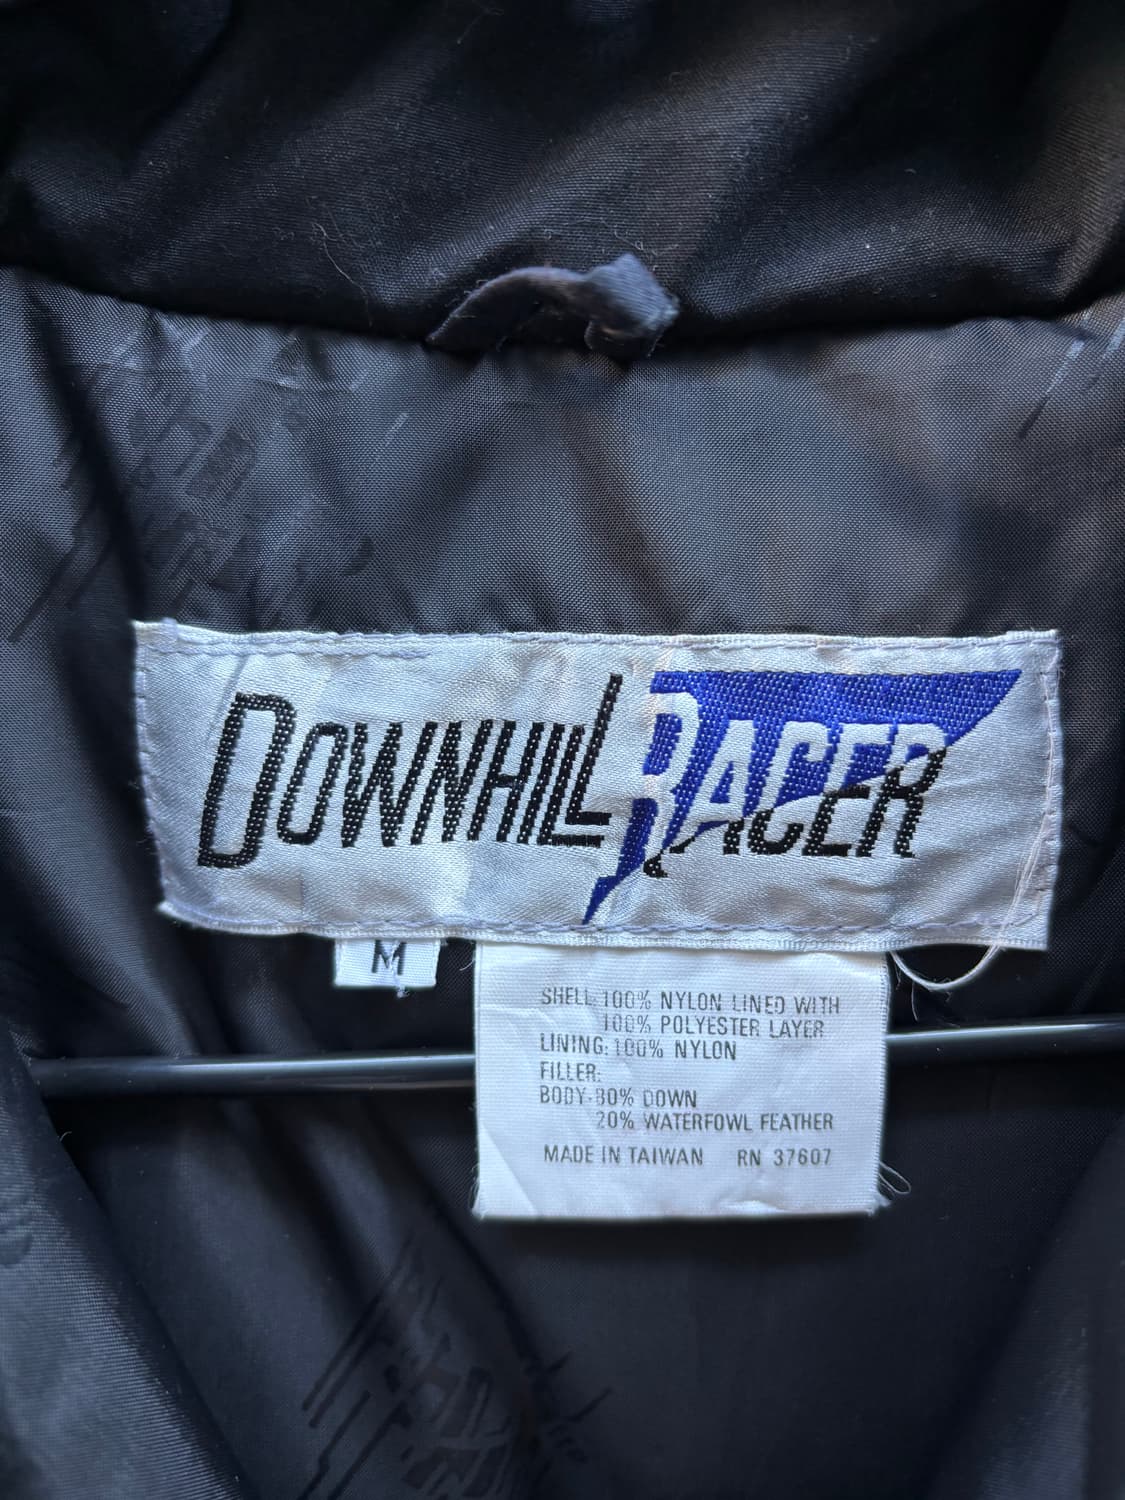 DOWNHILL RACER
M
SHELL: 100% NYLON LINED WITH
100% POLYESTER LAYER
LINING: 100% NYLON
FILLER:
BODY-80% DOWN
20% WATERFOWL FEATHER
MADE IN TAIWAN RN 37607